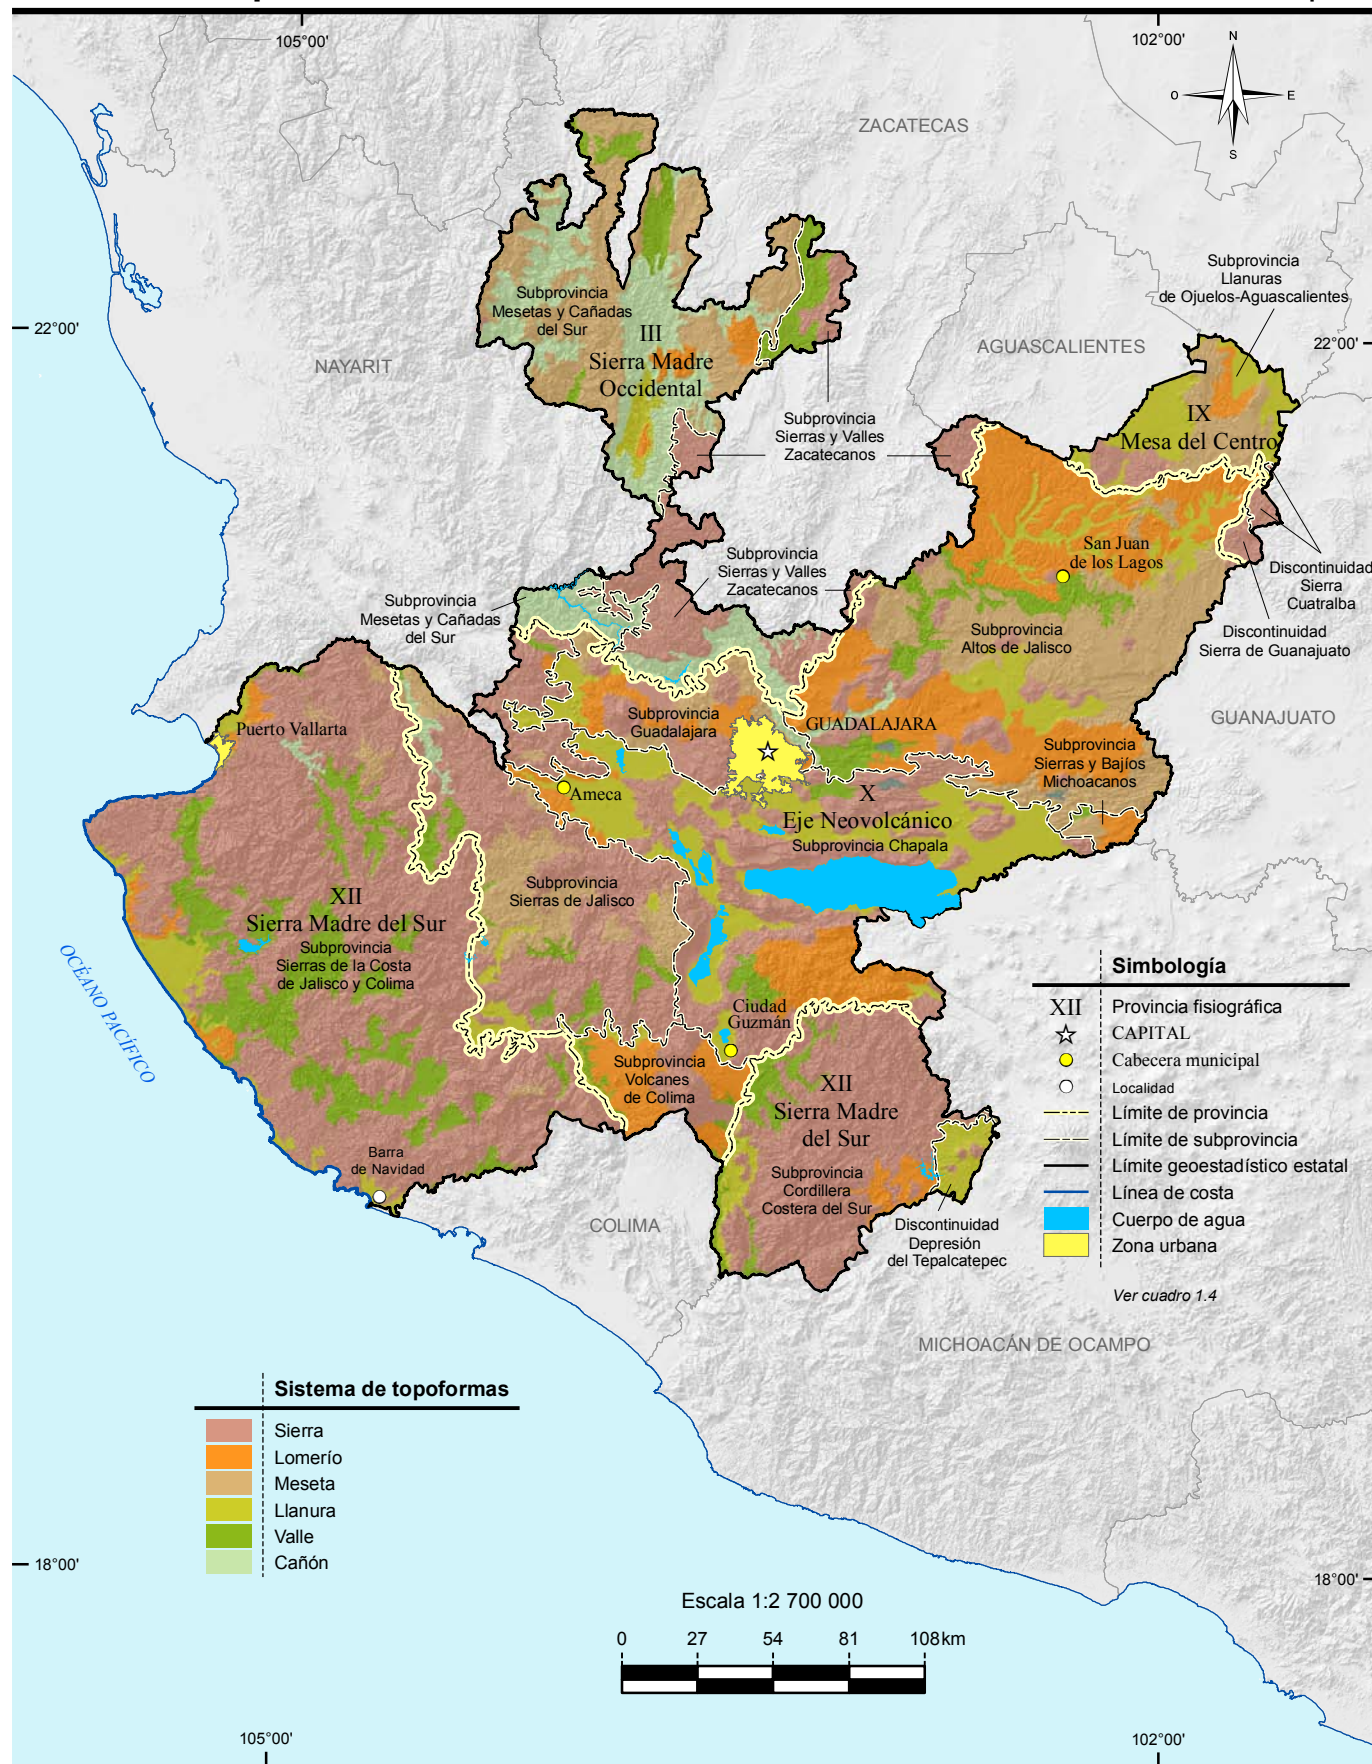 105°00'
102°00'
N
O
E
S
ZACATECAS
Subprovincia
Llanuras
de Ojuelos-Aguascalientes
Subprovincia
Mesetas y Cañadas
del Sur
22°00'
III
Sierra Madre
Occidental
22°00'
AGUASCALIENTES
NAYARIT
IX
Mesa del Centro
Subprovincia
Sierras y Valles
Zacatecanos
San Juan
de los Lagos
Subprovincia
Sierras y Valles
Zacatecanos
Discontinuidad
Sierra
Cuatralba
Subprovincia
Mesetas y Cañadas
del Sur
Subprovincia
Altos de Jalisco
Discontinuidad
Sierra de Guanajuato
Puerto Vallarta
Subprovincia
Guadalajara
GUADALAJARA
GUANAJUATO
Subprovincia
Sierras y Bajíos
Michoacanos
Ameca
X
Eje Neovolcánico
Subprovincia Chapala
XII
Sierra Madre del Sur
Subprovincia
Sierras de la Costa
de Jalisco y Colima
Subprovincia
Sierras de Jalisco
OCÉANO PACÍFICO
Ciudad
Guzmán
Subprovincia
Volcanes
de Colima
XII
Sierra Madre
del Sur
Subprovincia
Cordillera
Costera del Sur
Barra
de Navidad
COLIMA
Discontinuidad
Depresión
del Tepalcatepec
Simbología
XII Provincia fisiográfica
CAPITAL
Cabecera municipal
Localidad
Límite de provincia
Límite de subprovincia
Límite geoestadístico estatal
Línea de costa
Cuerpo de agua
Zona urbana
Ver cuadro 1.4
MICHOACÁN DE OCAMPO
Sistema de topoformas
Sierra
Lomerío
Meseta
Llanura
Valle
Cañón
18°00'
18°00'
Escala 1:2 700 000
0 27 54 81 108km
105°00'
102°00'